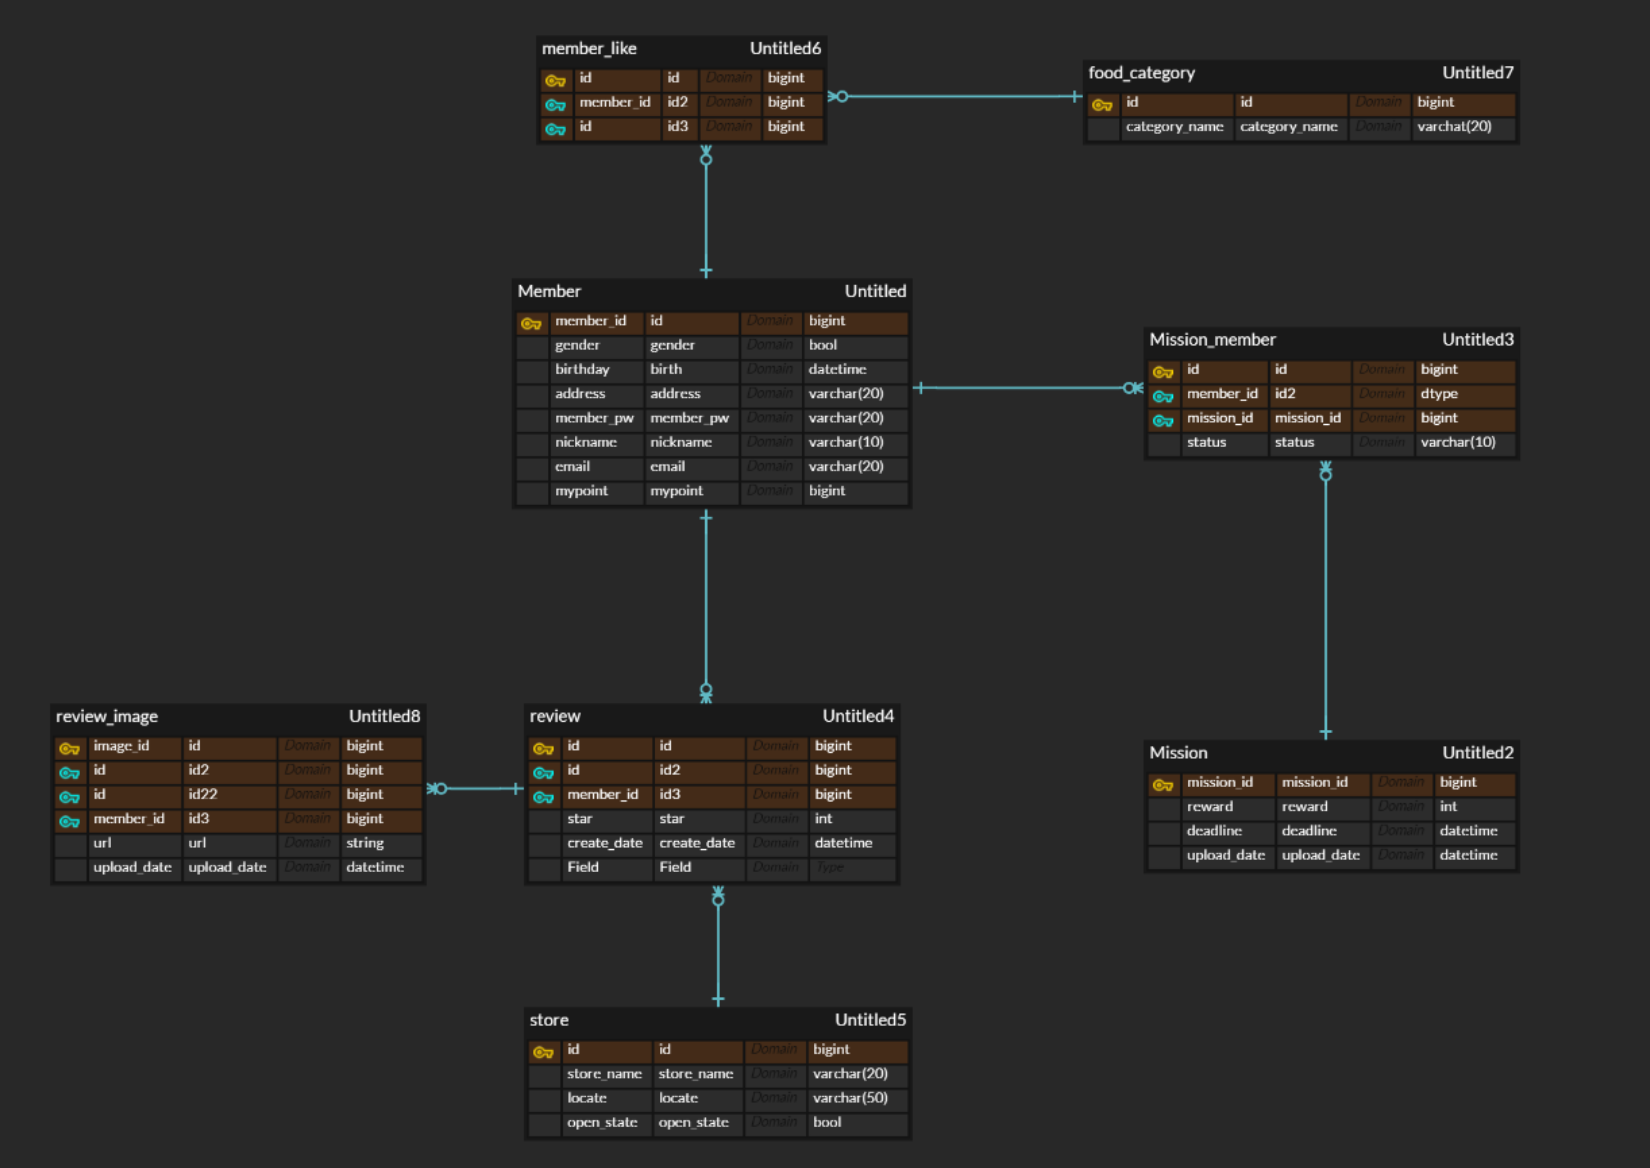 member_like Untitled6
id id Domain bigint
member_id id2 Domain bigint
id id3 Domain bigint
food_category Untitled7
id id Domain bigint
category_name category_name Domain varchat(20)
Member Untitled
member_id id Domain bigint
gender gender Domain bool
birthday birth Domain datetime
address address Domain varchar(20)
member_pw member_pw Domain varchar(20)
nickname nickname Domain varchar(10)
email email Domain varchar(20)
mypoint mypoint Domain bigint
Mission_member Untitled3
id id Domain bigint
member_id id2 Domain dtype
mission_id mission_id Domain bigint
status status Domain varchar(10)
review_image Untitled8
image_id id Domain bigint
id id2 Domain bigint
id id22 Domain bigint
member_id id3 Domain bigint
url url Domain string
upload_date upload_date Domain datetime
review Untitled4
id id Domain bigint
id id2 Domain bigint
member_id id3 Domain bigint
star star Domain int
create_date create_date Domain datetime
Field Field Domain Type
Mission Untitled2
mission_id mission_id Domain bigint
reward reward Domain int
deadline deadline Domain datetime
upload_date upload_date Domain datetime
store Untitled5
id id Domain bigint
store_name store_name Domain varchar(20)
locate locate Domain varchar(50)
open_state open_state Domain bool